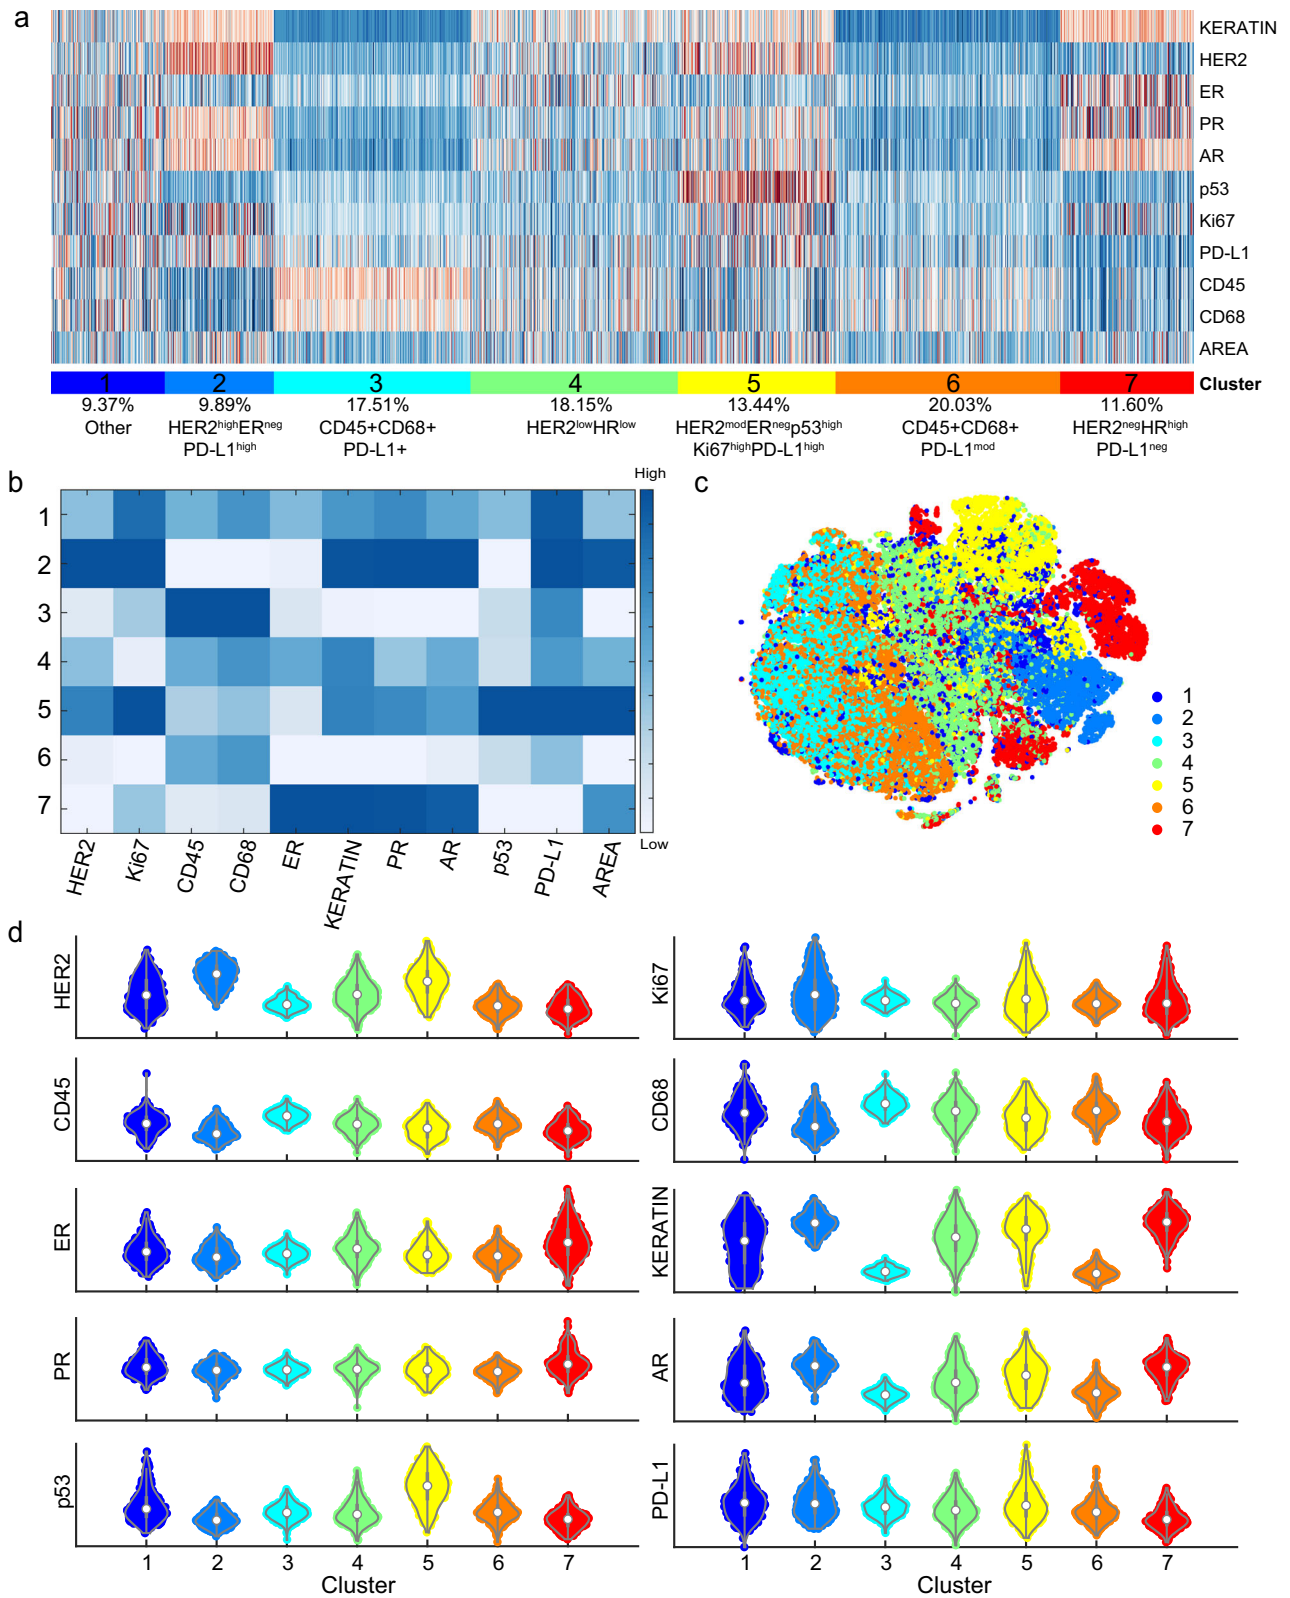 a
KERATIN
HER2
ER
PR
AR
p53
Ki67
PD-L1
CD45
CD68
AREA
1 2 3 4 5 6 7 Cluster
9.37% 9.89% 17.51% 18.15% 13.44% 20.03% 11.60%
Other HER2highERneg CD45+CD68+ HER2lowHRlow HER2modERnegp53high CD45+CD68+ HER2negHRhigh
PD-L1high PD-L1+ Ki67highPD-L1high PD-L1mod PD-L1neg
b
High
1
2
3
4
5
6
7
Low
HER2 Ki67 CD45 CD68 ER KERATIN PR AR p53 PD-L1 AREA
c
1
2
3
4
5
6
7
d
HER2
Ki67
CD45
CD68
ER
KERATIN
PR
AR
p53
PD-L1
1 2 3 4 5 6 7
Cluster
1 2 3 4 5 6 7
Cluster